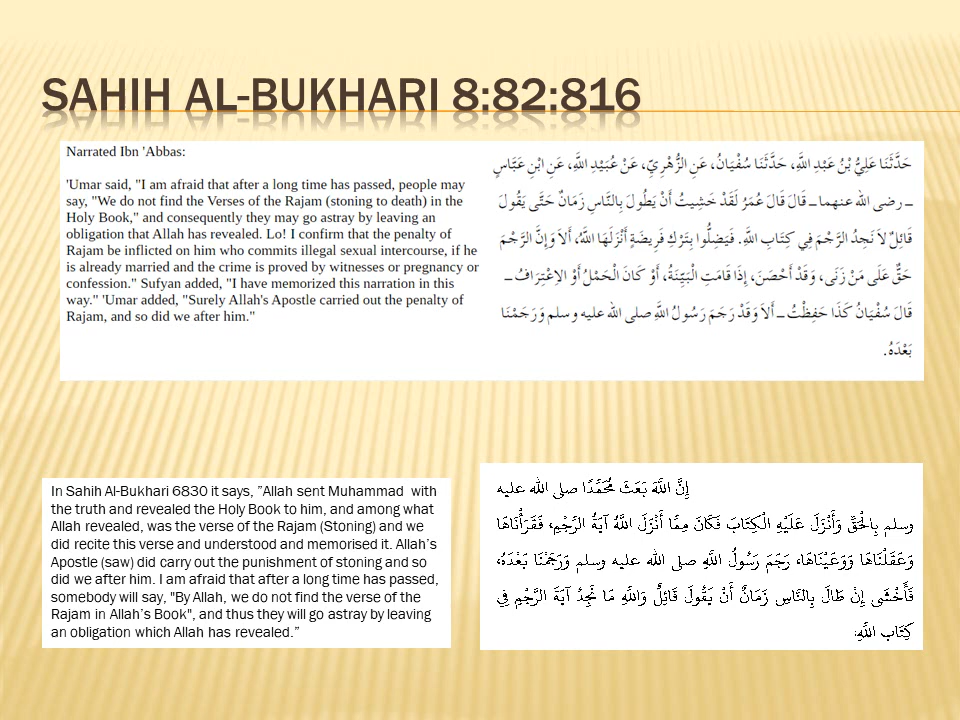 SAHIH AL-BUKHARI 8:82:816
Narrated Ibn 'Abbas:
'Umar said, "I am afraid that after a long time has passed, people may
say, "We do not find the Verses of the Rajam (stoning to death) in the
Holy Book," and consequently they may go astray by leaving an
obligation that Allah has revealed. Lo! I confirm that the penalty of
Rajam be inflicted on him who commits illegal sexual intercourse, if he
is already married and the crime is proved by witnesses or pregnancy or
confession." Sufyan added, "I have memorized this narration in this
way." 'Umar added, "Surely Allah's Apostle carried out the penalty of
Rajam, and so did we after him."
حَدَّثَنَا عَلِيُّ بْنُ عَبْدِ اللَّهِ، حَدَّثَنَا سُفْيَانُ، عَنِ الزُّهْرِيِّ، عَنْ عُبَيْدِ اللَّهِ، عَنِ ابْنِ عَبَّاسٍ
ـ رضى الله عنهما ـ قَالَ قَالَ عُمَرُ لَقَدْ خَشِيتُ أَنْ يَطُولَ بِالنَّاسِ زَمَانٌ حَتَّى يَقُولَ
قَائِلٌ لاَ نَجِدُ الرَّجْمَ فِي كِتَابِ اللَّهِ. فَيَضِلُّوا بِتَرْكِ فَرِيضَةٍ أَنْزَلَهَا اللَّهُ، أَلاَ وَإِنَّ الرَّجْمَ
حَقٌّ عَلَى مَنْ زَنَى، وَقَدْ أَحْصَنَ، إِذَا قَامَتِ الْبَيِّنَةُ، أَوْ كَانَ الْحَمْلُ أَوْ الاِعْتِرَافُ ـ
قَالَ سُفْيَانُ كَذَا حَفِظْتُ ـ أَلاَ وَقَدْ رَجَمَ رَسُولُ اللَّهِ صلى الله عليه وسلم وَرَجَمْنَا
بَعْدَهُ.
In Sahih Al-Bukhari 6830 it says, "Allah sent Muhammad with
the truth and revealed the Holy Book to him, and among what
Allah revealed, was the verse of the Rajam (Stoning) and we
did recite this verse and understood and memorised it. Allah's
Apostle (saw) did carry out the punishment of stoning and so
did we after him. I am afraid that after a long time has passed,
somebody will say, "By Allah, we do not find the verse of the
Rajam in Allah's Book", and thus they will go astray by leaving
an obligation which Allah has revealed."
إِنَّ اللَّهَ بَعَثَ مُحَمَّدًا صلى الله عليه
وسلم بِالْحَقِّ وَأَنْزَلَ عَلَيْهِ الْكِتَابَ فَكَانَ مِمَّا أَنْزَلَ اللَّهُ آيَةُ الرَّجْمِ، فَقَرَأْنَاهَا
وَعَقَلْنَاهَا وَوَعَيْنَاهَا، رَجَمَ رَسُولُ اللَّهِ صلى الله عليه وسلم وَرَجَمْنَا بَعْدَهُ،
فَأَخْشَى إِنْ طَالَ بِالنَّاسِ زَمَانٌ أَنْ يَقُولَ قَائِلٌ وَاللَّهِ مَا نَجِدُ آيَةَ الرَّجْمِ فِي
كِتَابِ اللَّهِ.